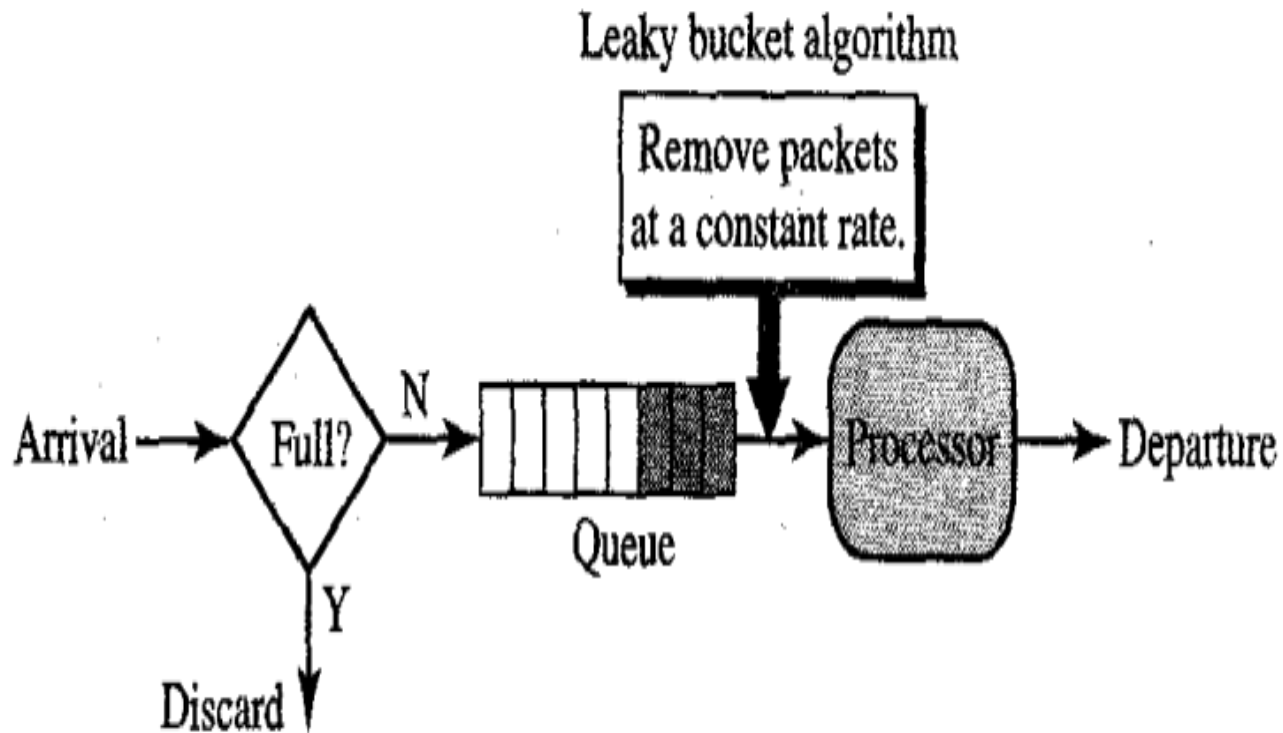 Leaky bucket algorithm
Remove packets
at a constant rate.
Arrival
Full?
N
Queue
Processor
Departure
Y
Discard